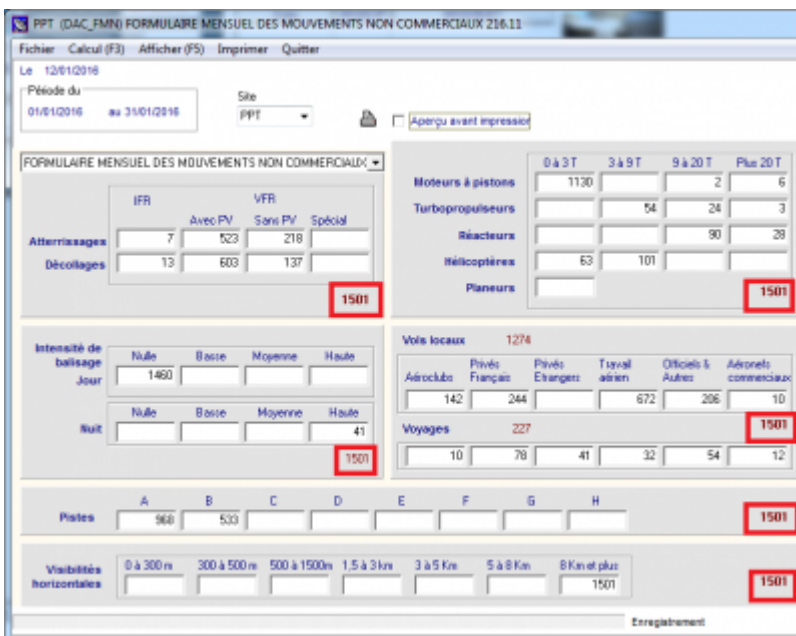 PPT (DAC_FMN) FORMULAIRE MENSUEL DES MOUVEMENTS NON COMMERCIAUX 216.11
Fichier Calcul (F3) Afficher (F5) Imprimer Quitter
Le 12/01/2016
Période du
01/01/2016 au 31/01/2016
Site
PPT
Aperçu avant impression
FORMULAIRE MENSUEL DES MOUVEMENTS NON COMMERCIAUX
IFR VFR
Avec PV Sans PV Spécial
Atterrissages 7 523 218
Décollages 13 603 137
1501
0 à 3 T 3 à 9 T 9 à 20 T Plus 20 T
Moteurs à pistons 1130 2 6
Turbopropulseurs 54 24 3
Réacteurs 90 28
Hélicoptères 63 101
Planeurs
1501
Intensité de balisage
Nulle Basse Moyenne Haute
Jour 1460
Nulle Basse Moyenne Haute
Nuit 41
1501
Vols locaux 1274
Aéroclubs Privés Français Privés Etrangers Travail aérien Officiels & Autres Aéronefs commerciaux
142 244 672 206 10
Voyages 227 1501
10 78 41 32 54 12
A B C D E F G H
Pistes 968 533 1501
Visibilités horizontales
0 à 300 m 300 à 500 m 500 à 1500m 1,5 à 3 km 3 à 5 Km 5 à 8 Km 8 Km et plus
1501 1501
Enregistrement